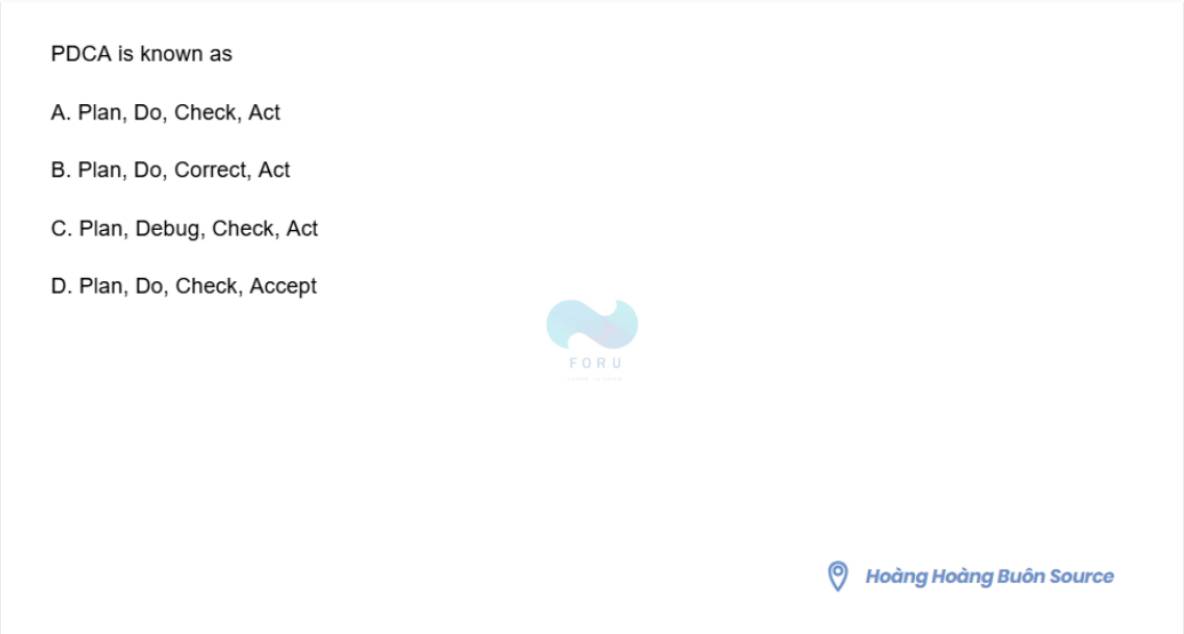 PDCA is known as
A. Plan, Do, Check, Act
B. Plan, Do, Correct, Act
C. Plan, Debug, Check, Act
D. Plan, Do, Check, Accept
FORU
Hoàng Hoàng Buôn Source